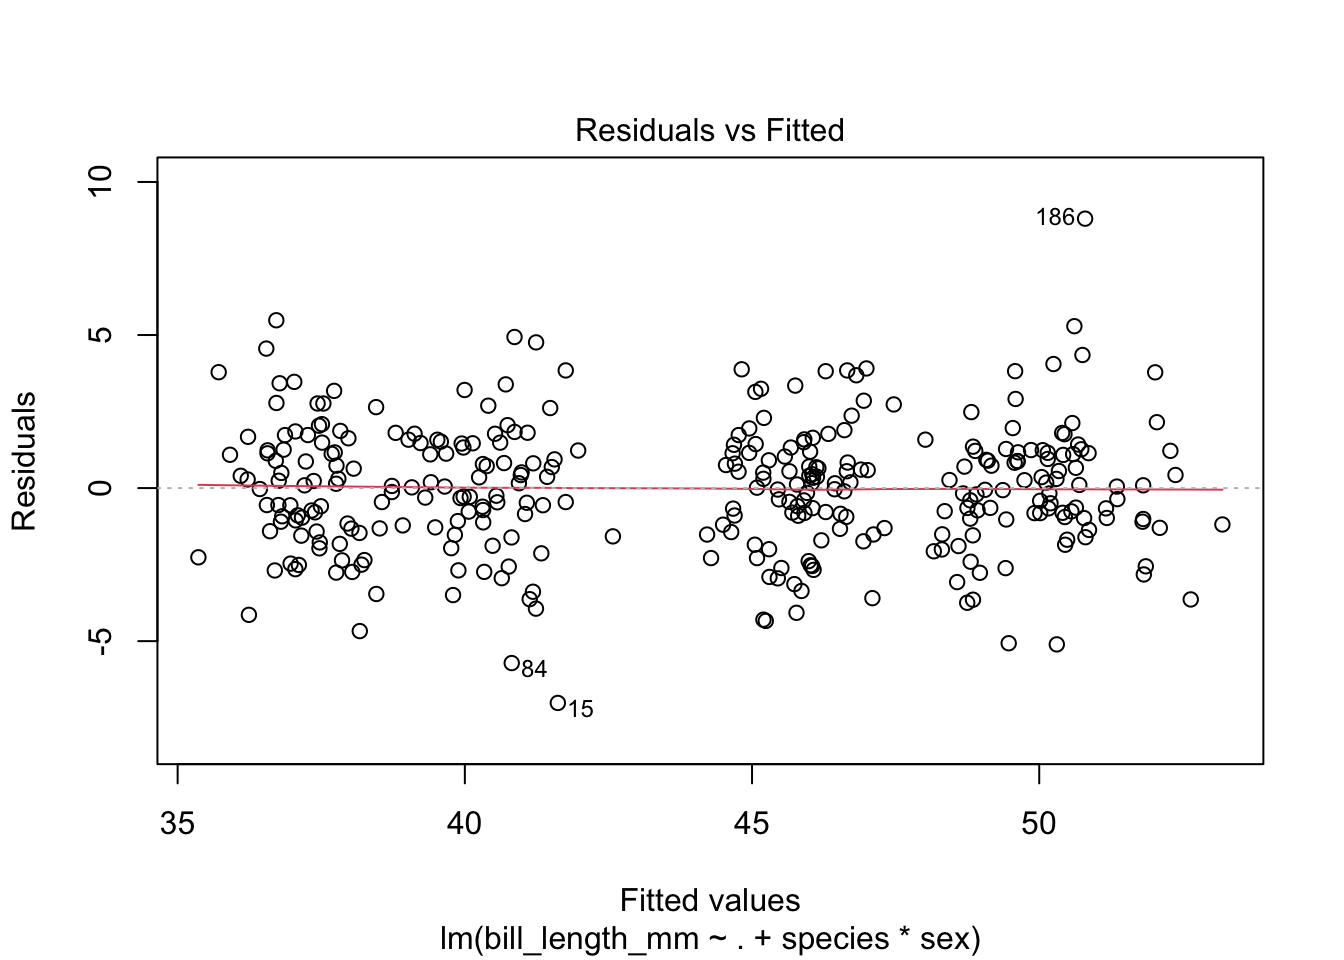 Residuals vs Fitted
Residuals
10
5
0
-5
186
84
15
35 40 45 50
Fitted values
lm(bill_length_mm ~ . + species * sex)